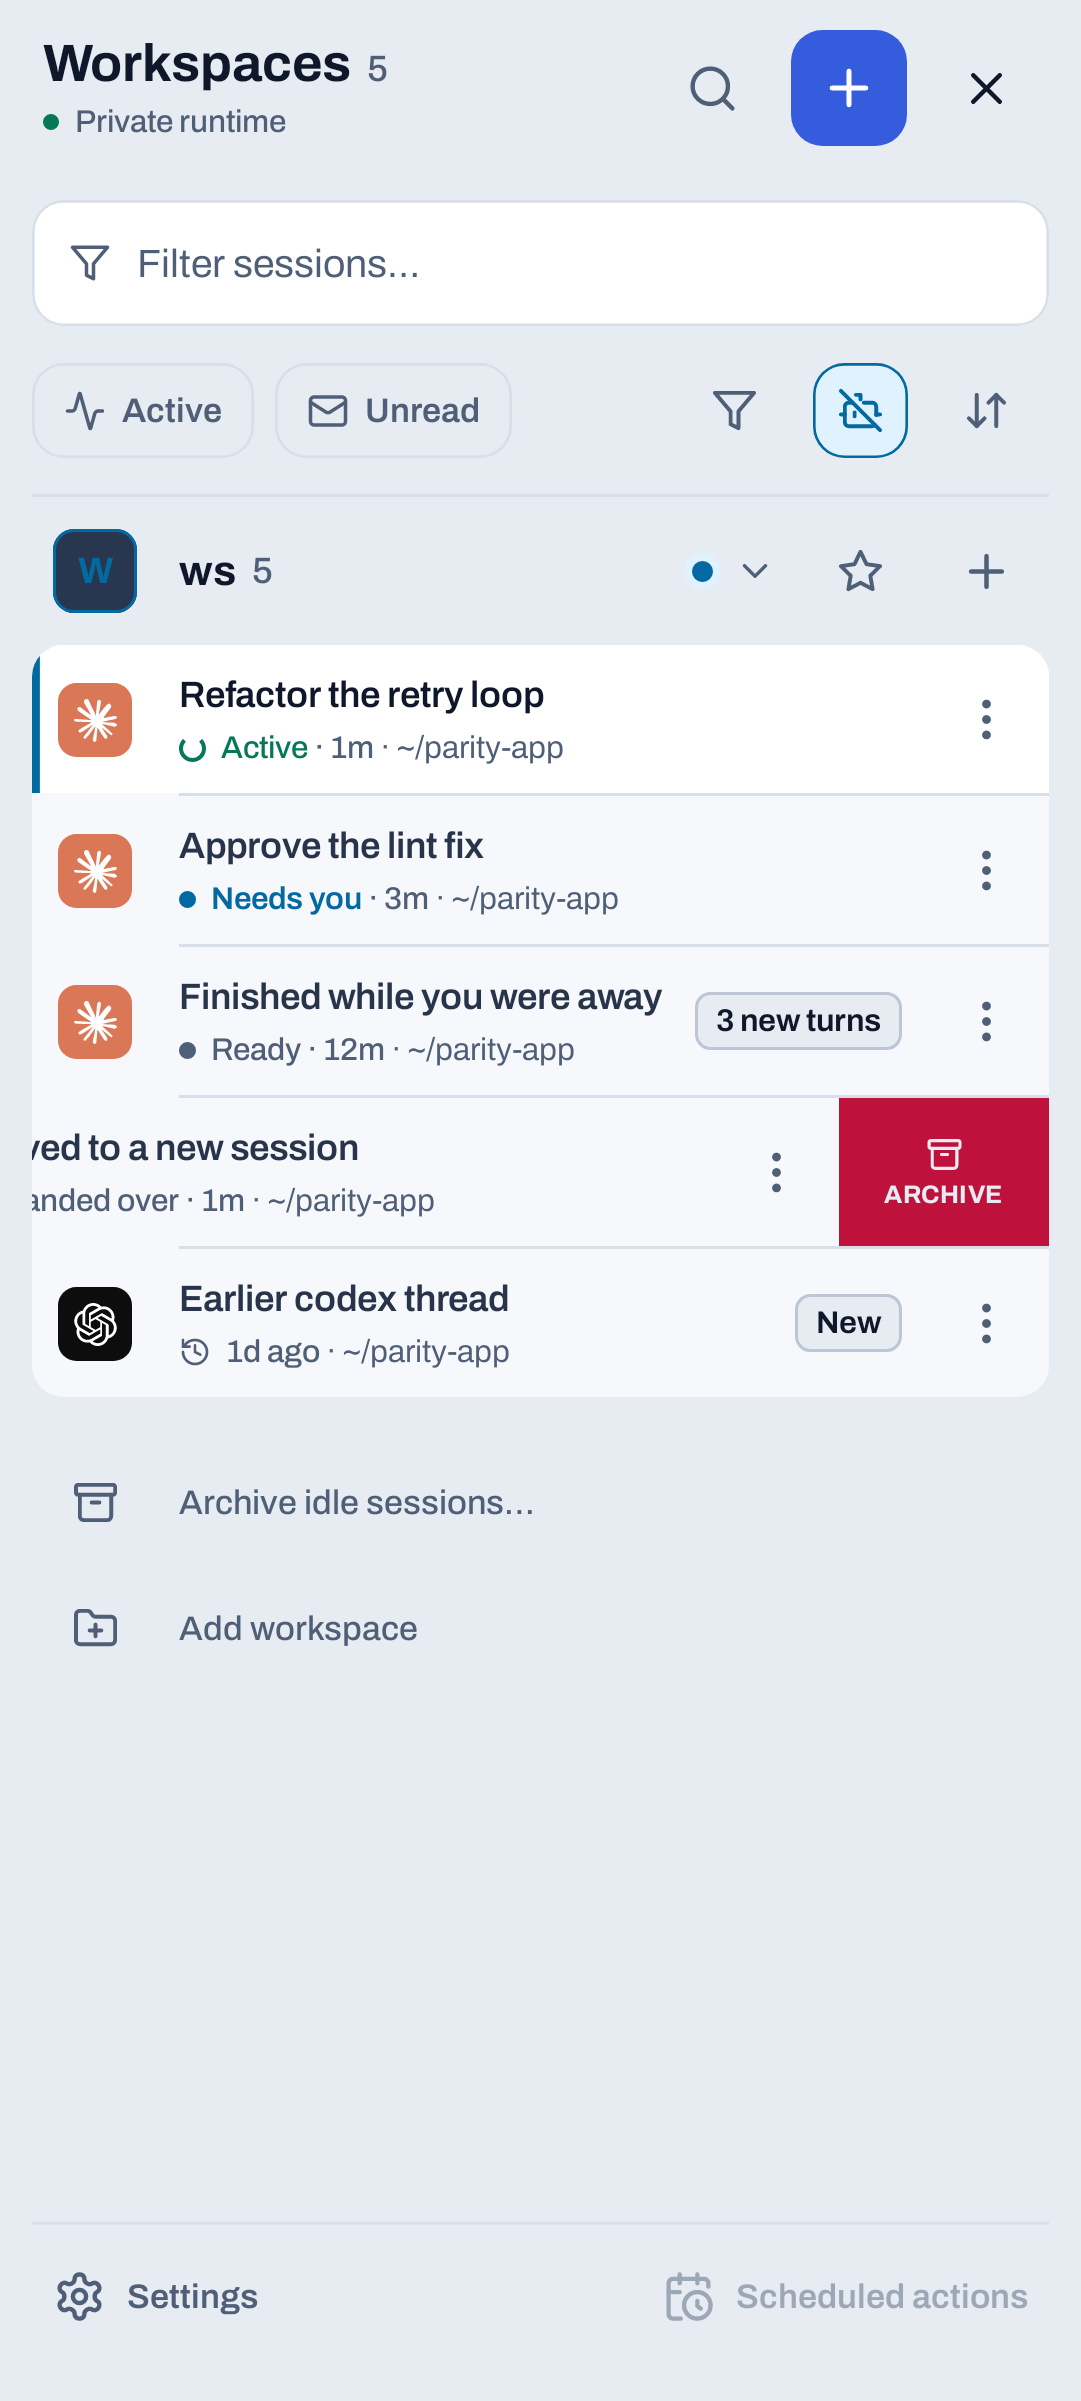 Workspaces 5
Private runtime
Filter sessions...
Active
Unread
W
ws 5
Refactor the retry loop
Active · 1m · ~/parity-app
Approve the lint fix
Needs you · 3m · ~/parity-app
Finished while you were away
3 new turns
Ready · 12m · ~/parity-app
ved to a new session
anded over · 1m · ~/parity-app
ARCHIVE
Earlier codex thread
New
1d ago · ~/parity-app
Archive idle sessions...
Add workspace
Settings
Scheduled actions